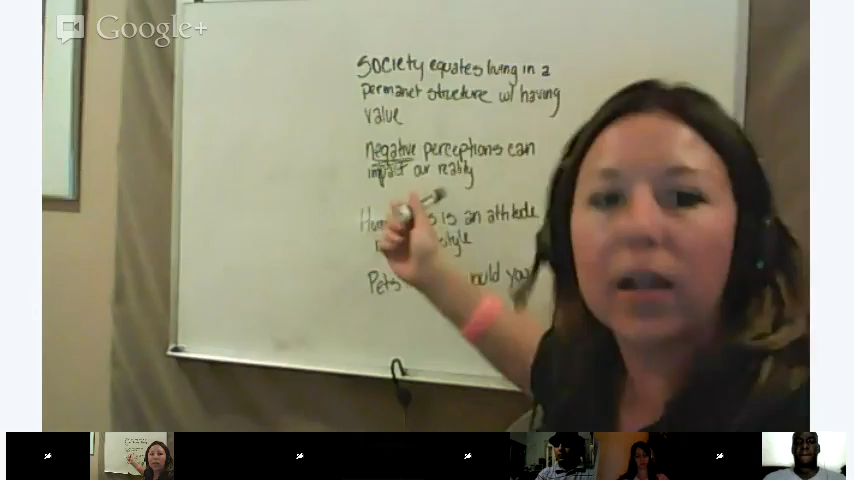 Google+
Society equates living in a
permanet structure w/ having
value
negative perceptions can
impact our reality
is an attitude
style
Pets